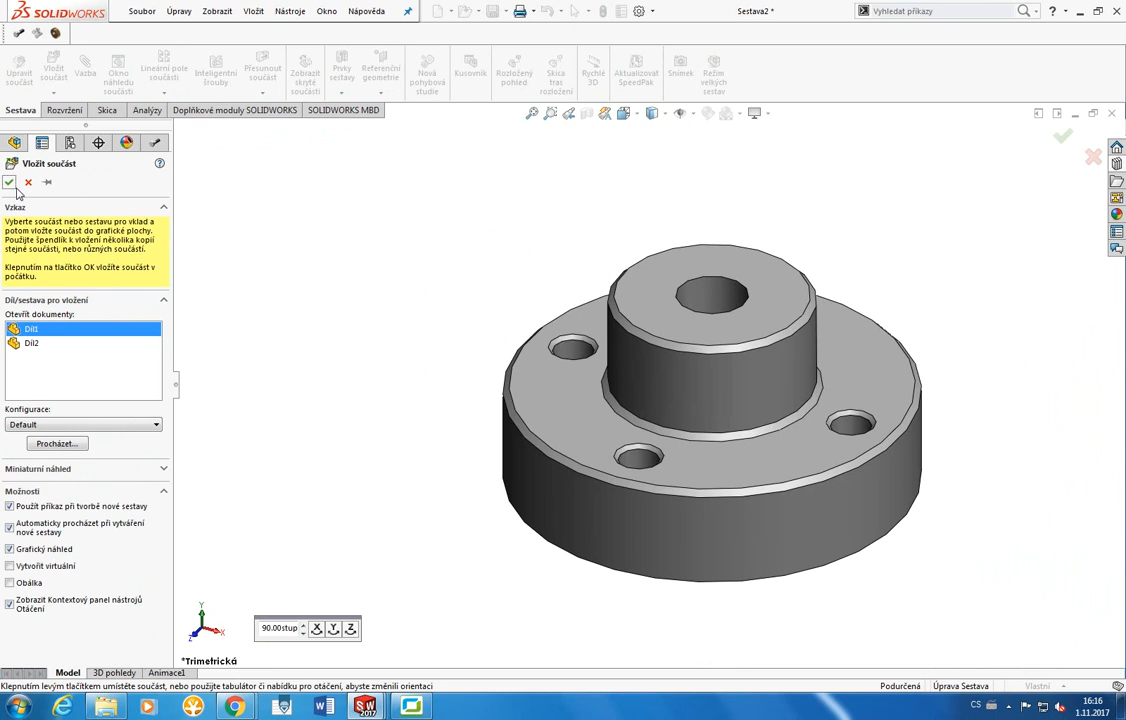 SOLIDWORKS
Soubor Úpravy Zobrazit Vložit Nástroje Okno Nápověda
Sestava2 *
Vyhledat příkazy
Upravit součást
Vložit součást
Vazba
Okno náhledu součásti
Lineární pole součásti
Inteligentní šrouby
Přesunout součást
Zobrazit skryté součásti
Prvky sestavy
Referenční geometrie
Nová pohybová studie
Kusovník
Rozložený pohled
Skica tras rozložení
Rychlé 3D
Aktualizovat SpeedPak
Snímek
Režim velkých sestav
Sestava Rozvržení Skica Analýzy Doplňkové moduly SOLIDWORKS SOLIDWORKS MBD
Vložit součást
Vzkaz
Vyberte součást nebo sestavu pro vklad a
potom vložte součást do grafické plochy.
Použijte špendlík k vložení několika kopií
stejné součásti, nebo různých součástí.
Klepnutím na tlačítko OK vložíte součást v
počátku.
Díl/sestava pro vložení
Otevřít dokumenty:
Díl1
Díl2
Konfigurace:
Default
Procházet...
Miniaturní náhled
Možnosti
Použít příkaz při tvorbě nové sestavy
Automaticky procházet při vytváření
nové sestavy
Grafický náhled
Vytvořit virtuální
Obálka
Zobrazit Kontextový panel nástrojů
Otáčení
Y
X
Z
90.00stup
X Y Z
*Trimetrická
Model 3D pohledy Animace1
Klepnutím levým tlačítkem umístěte součást, nebo použijte tabulátor či nabídku pro otáčení, abyste změnili orientaci
Podurčená Úprava Sestava Vlastní
CS
16:16
1.11.2017